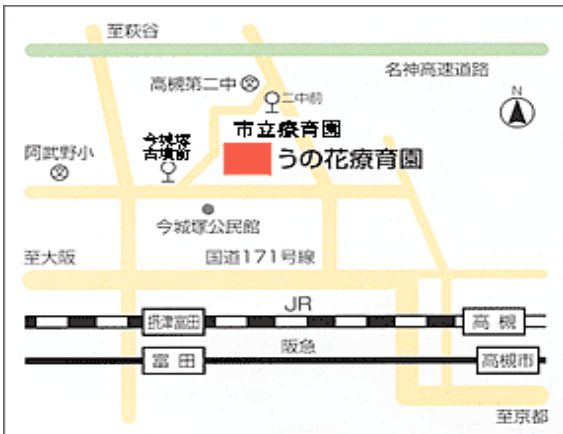 至萩谷
名神高速道路
高槻第二中
二中前
N
市立療育園
うの花療育園
今城塚
古墳前
阿武野小
今城塚公民館
至大阪
国道171号線
JR
摂津富田
高槻
阪急
富田
高槻市
至京都